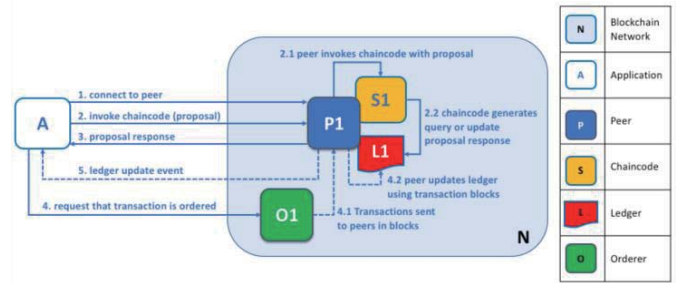 2.1 peer invokes chaincode with proposal
1. connect to peer
2. invoke chaincode (proposal)
3. proposal response
A
P1
S1
2.2 chaincode generates
query or update
proposal response
L1
5. ledger update event
4.2 peer updates ledger
using transaction blocks
4. request that transaction is ordered
O1
4.1 Transactions sent
to peers in blocks
N
N
Blockchain
Network
A
Application
P
Peer
S
Chaincode
L
Ledger
O
Orderer